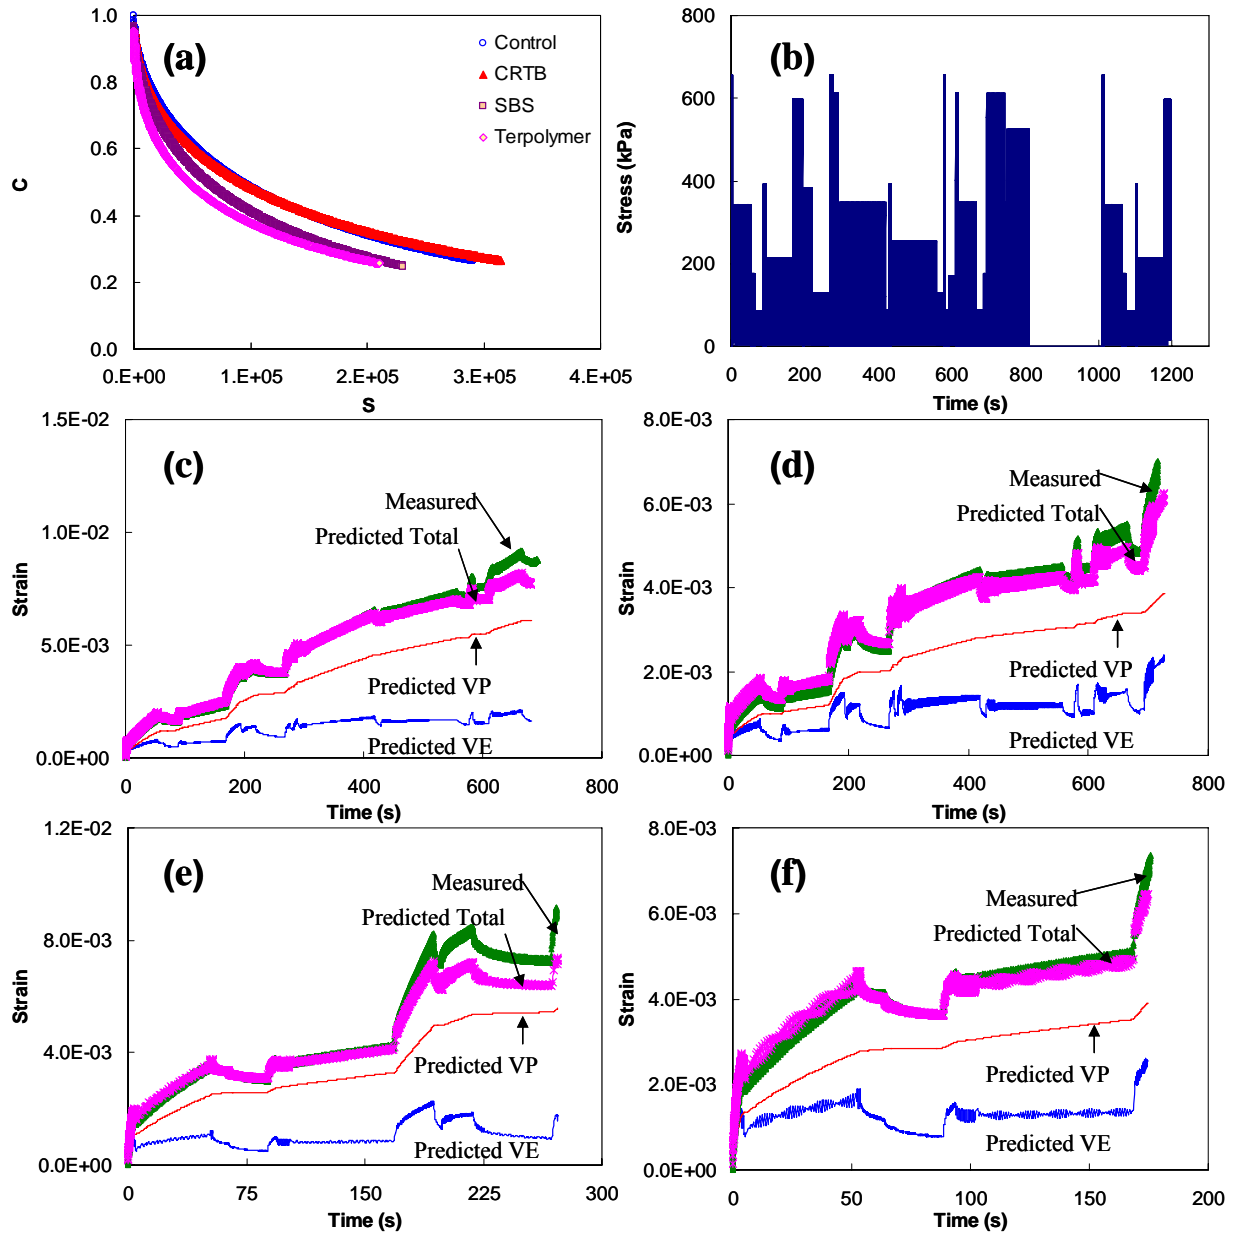 (a)
1.0
0.8
0.6
0.4
0.2
0.0
C
0.E+00
1.E+05
2.E+05
3.E+05
4.E+05
S
Control
CRTB
SBS
Terpolymer
(b)
800
600
400
200
0
Stress (kPa)
0
200
400
600
800
1000
1200
Time (s)
(c)
1.5E-02
1.0E-02
5.0E-03
0.0E+00
Strain
Measured
Predicted Total
Predicted VP
Predicted VE
0
200
400
600
800
Time (s)
(d)
8.0E-03
6.0E-03
4.0E-03
2.0E-03
0.0E+00
Strain
Measured
Predicted Total
Predicted VP
Predicted VE
0
200
400
600
800
Time (s)
(e)
1.2E-02
8.0E-03
4.0E-03
0.0E+00
Strain
Measured
Predicted Total
Predicted VP
Predicted VE
0
75
150
225
300
Time (s)
(f)
8.0E-03
6.0E-03
4.0E-03
2.0E-03
0.0E+00
Strain
Measured
Predicted Total
Predicted VP
Predicted VE
0
50
100
150
200
Time (s)